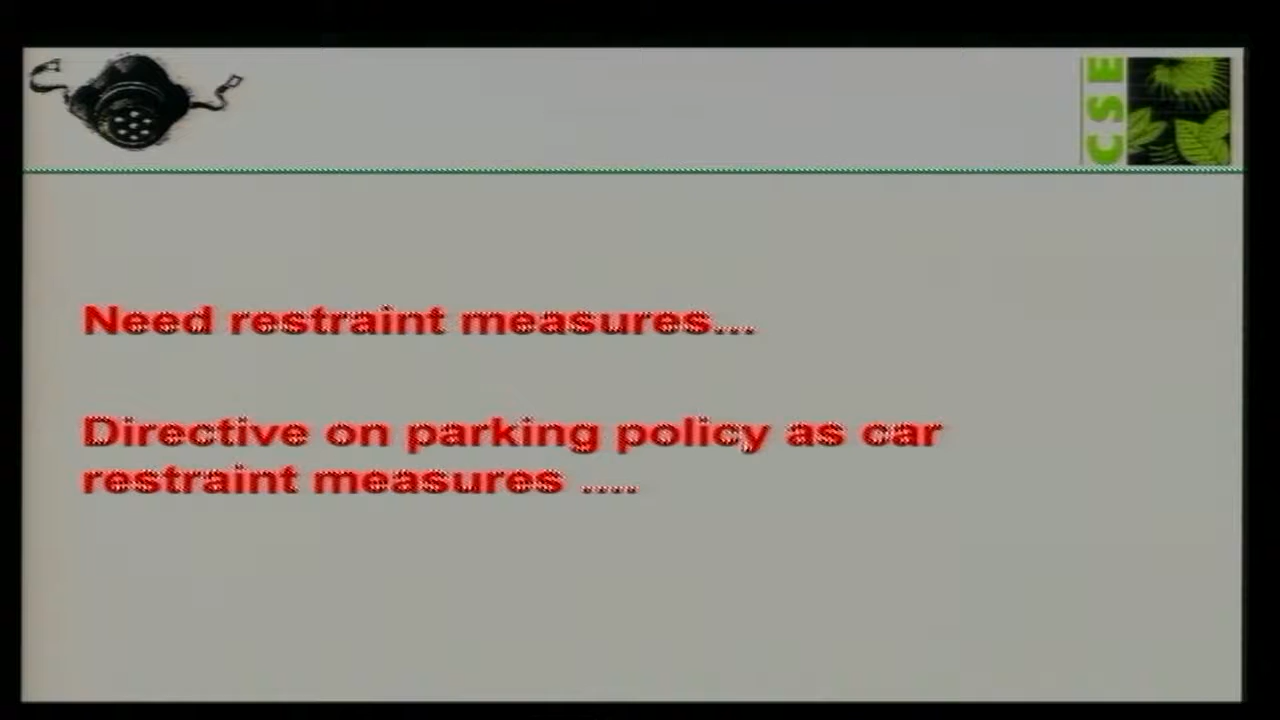 CSE
Need restraint measures...
Directive on parking policy as car
restraint measures .....